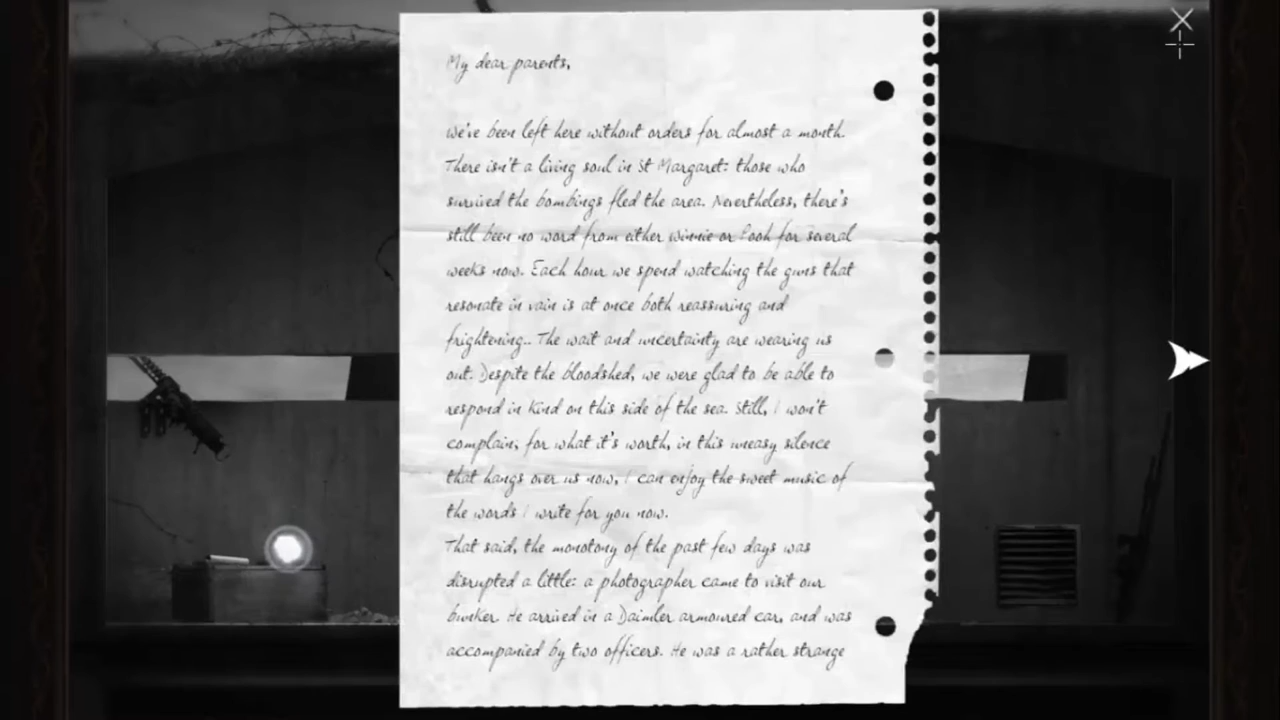 My dear parents,
We've been left here without orders for almost a month.
There isn't a living soul in St Margaret: those who
survived the bombings fled the area. Nevertheless, there's
still been no word from either Winnie or Pooh for several
weeks now. Each hour we spend watching the guns that
resonate in vain is at once both reassuring and
frightening.. The wait and uncertainty are wearing us
out. Despite the bloodshed, we were glad to be able to
respond in kind on this side of the sea. Still, I won't
complain; for what it's worth, in this uneasy silence
that hangs over us now, I can enjoy the sweet music of
the words I write for you now.
That said, the monotony of the past few days was
disrupted a little: a photographer came to visit our
bunker. He arrived in a Daimler armoured car, and was
accompanied by two officers. He was a rather strange